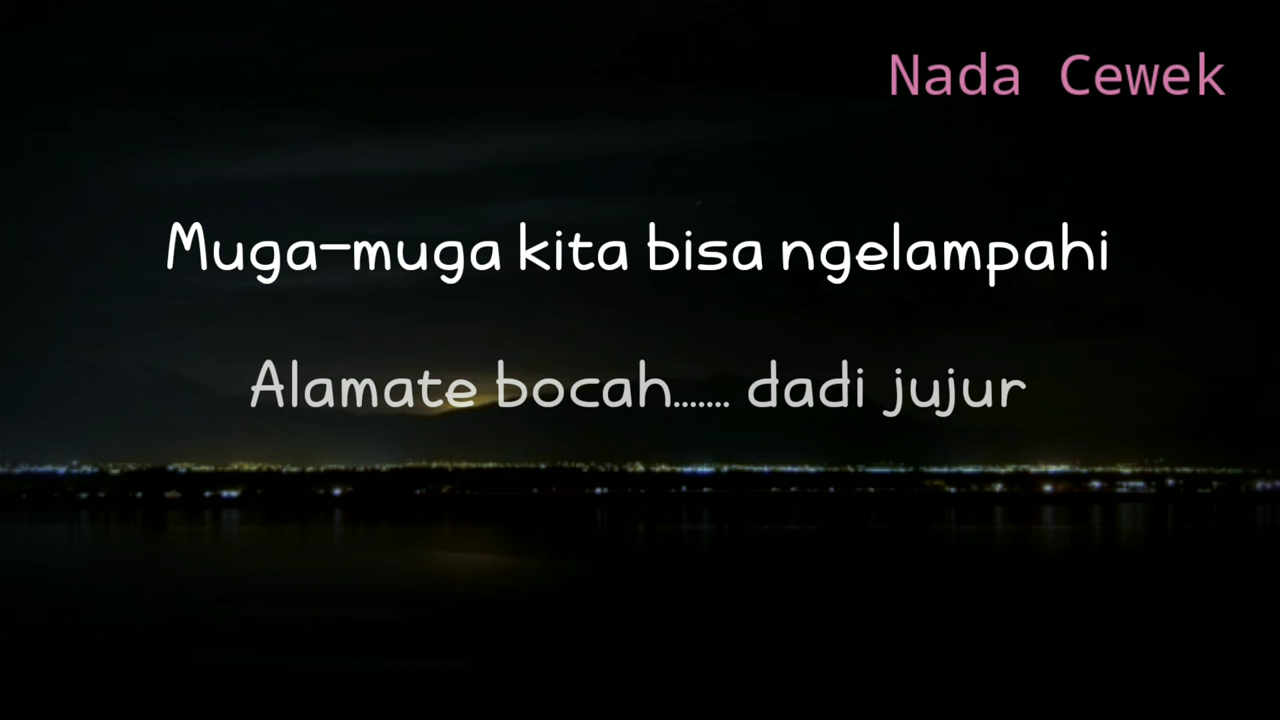 Nada Cewek
Muga-muga kita bisa ngelampahi
Alamate bocah....... dadi jujur